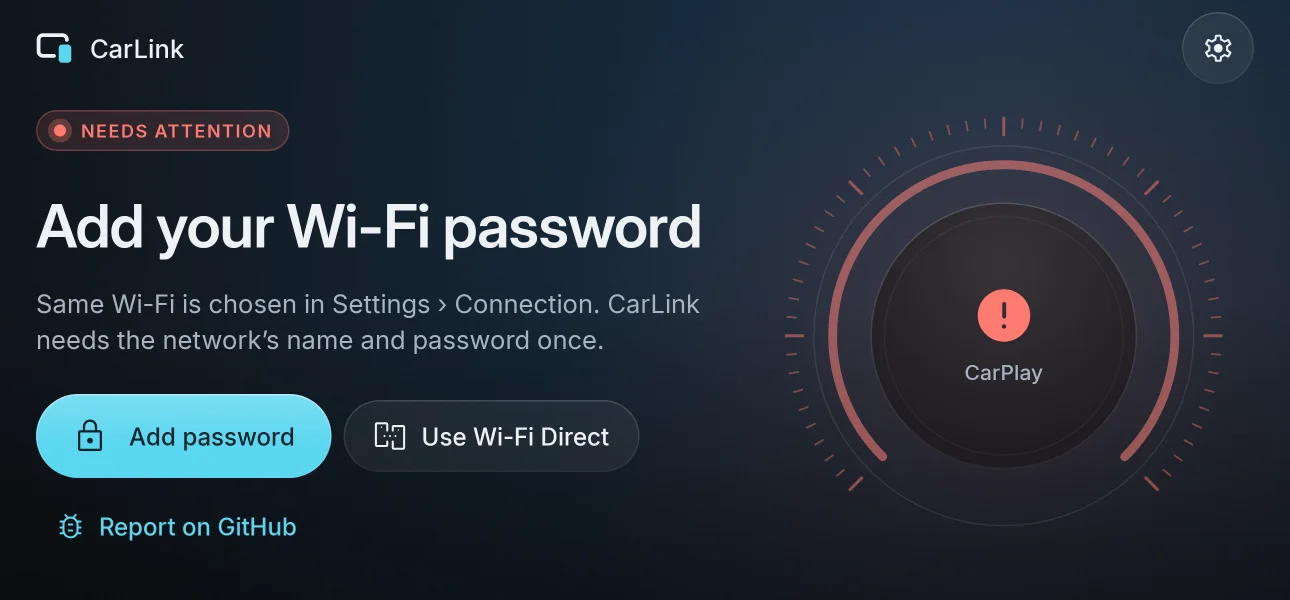 CarLink
NEEDS ATTENTION
Add your Wi-Fi password
Same Wi-Fi is chosen in Settings › Connection. CarLink
needs the network’s name and password once.
Add password
Use Wi-Fi Direct
Report on GitHub
CarPlay